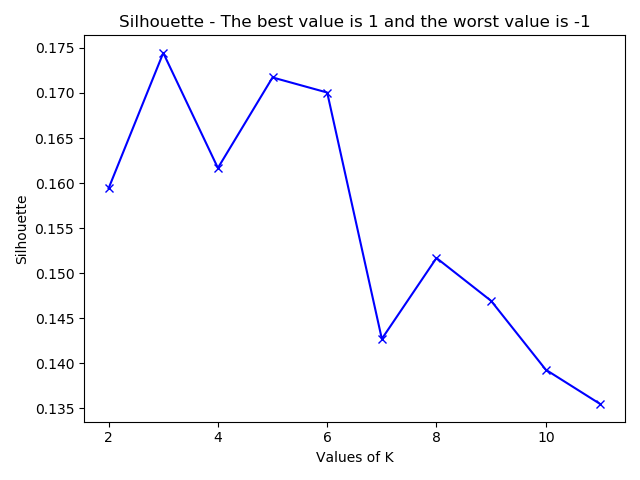 Silhouette - The best value is 1 and the worst value is -1
0.175
0.170
0.165
0.160
0.155
0.150
0.145
0.140
0.135
Silhouette
2 4 6 8 10
Values of K